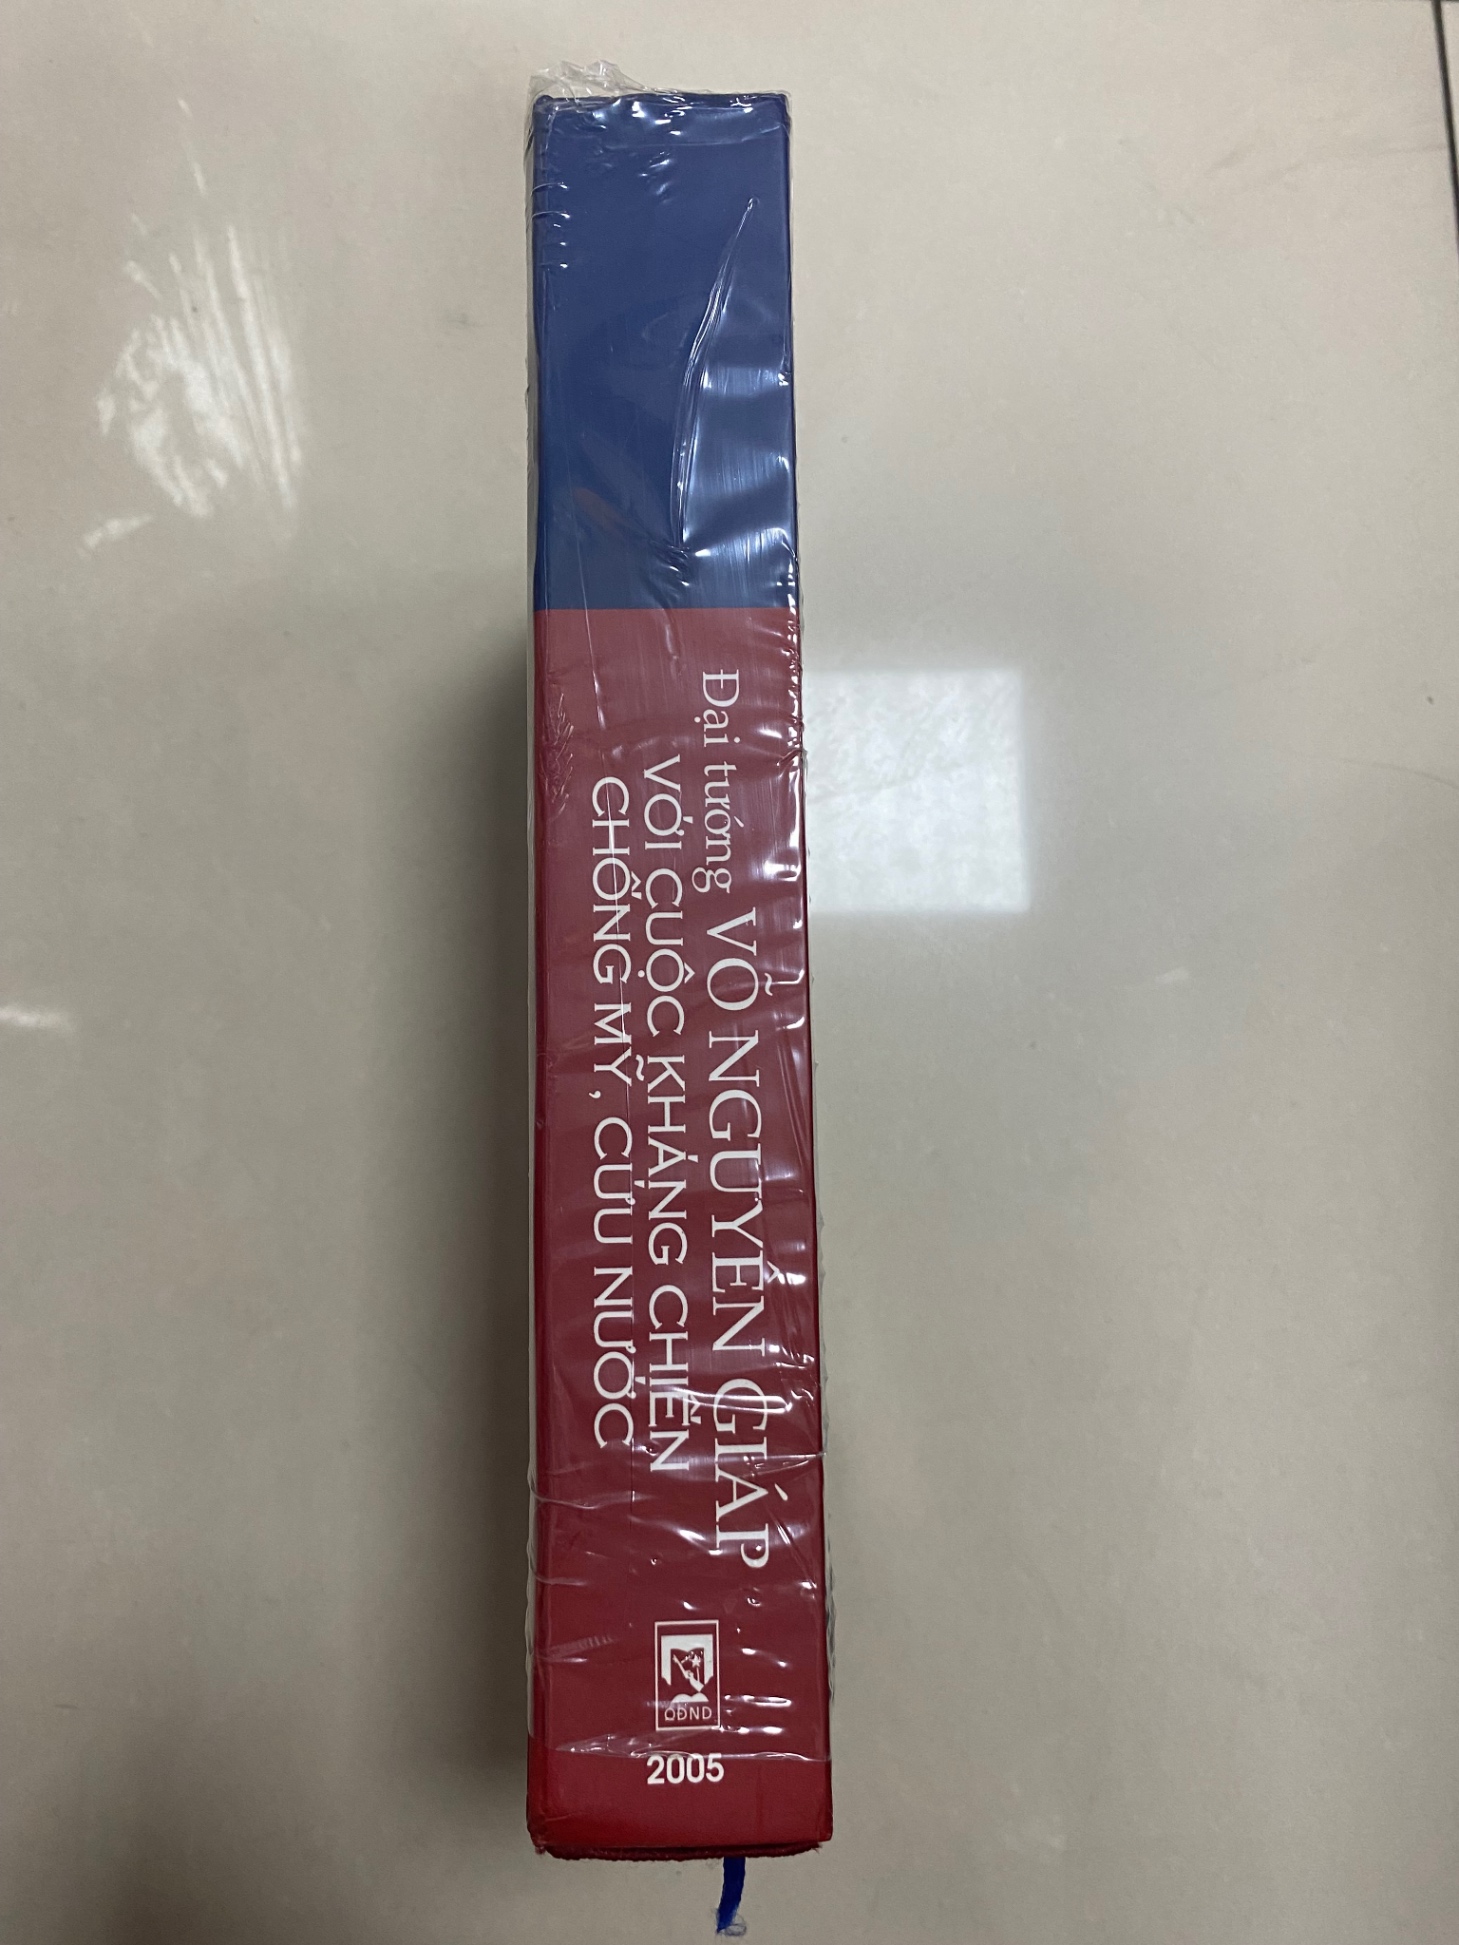 Đại tướng VÕ NGUYÊN GIÁP
VỚI CUỘC KHÁNG CHIẾN
CHỐNG MỸ, CỨU NƯỚC
QĐND
2005